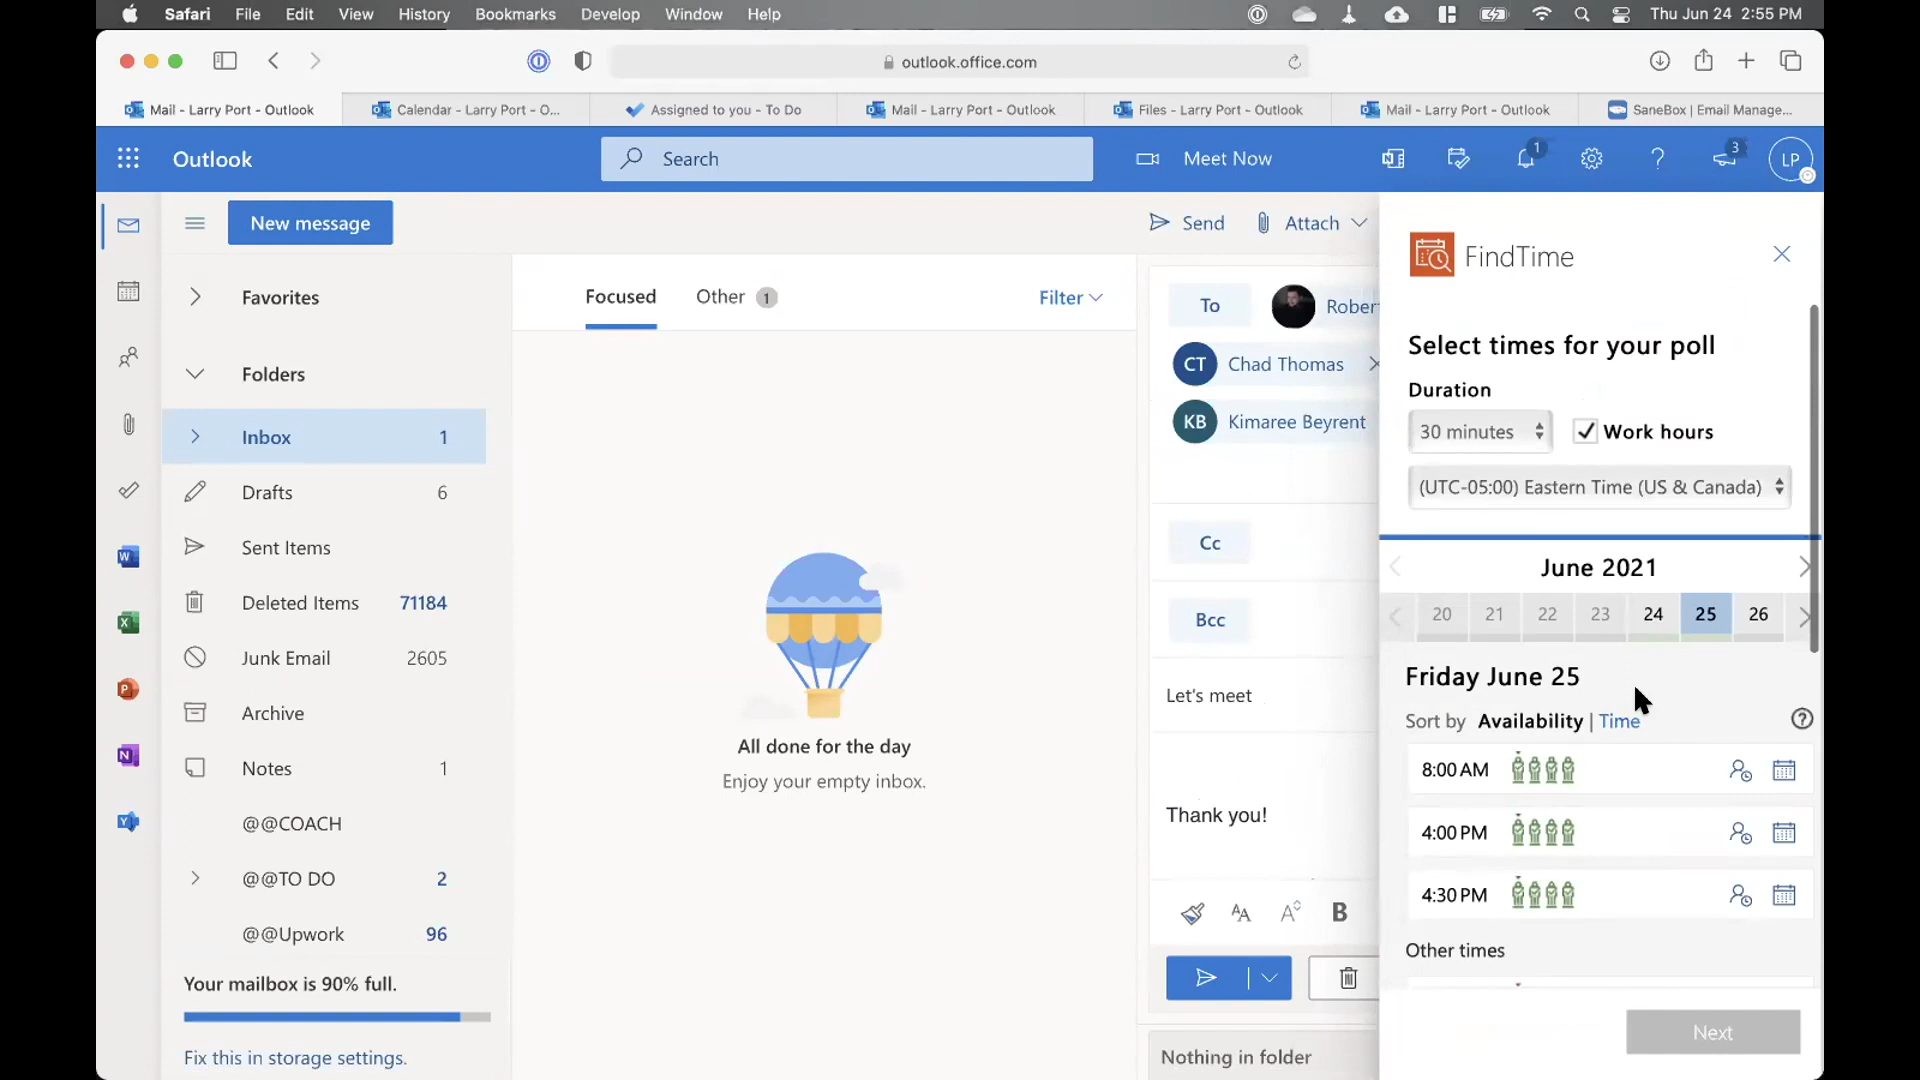 Safari File Edit View History Bookmarks Develop Window Help Thu Jun 24 2:55 PM
outlook.office.com
Mail - Larry Port - Outlook
Calendar - Larry Port - O...
Assigned to you - To Do
Mail - Larry Port - Outlook
Files - Larry Port - Outlook
Mail - Larry Port - Outlook
SaneBox | Email Manage...
Outlook
Search
Meet Now
1
3
LP
New message
Send
Attach
Favorites
Folders
Inbox 1
Drafts 6
Sent Items
Deleted Items 71184
Junk Email 2605
Archive
Notes 1
@@COACH
@@TO DO 2
@@Upwork 96
Your mailbox is 90% full.
Fix this in storage settings.
Focused
Other 1
Filter
All done for the day
Enjoy your empty inbox.
To
Rober
CT Chad Thomas
KB Kimaree Beyrent
Cc
Bcc
Let's meet
Thank you!
B
Nothing in folder
FindTime
Select times for your poll
Duration
30 minutes
Work hours
(UTC-05:00) Eastern Time (US & Canada)
June 2021
20 21 22 23 24 25 26
Friday June 25
Sort by Availability | Time
8:00 AM
4:00 PM
4:30 PM
Other times
Next